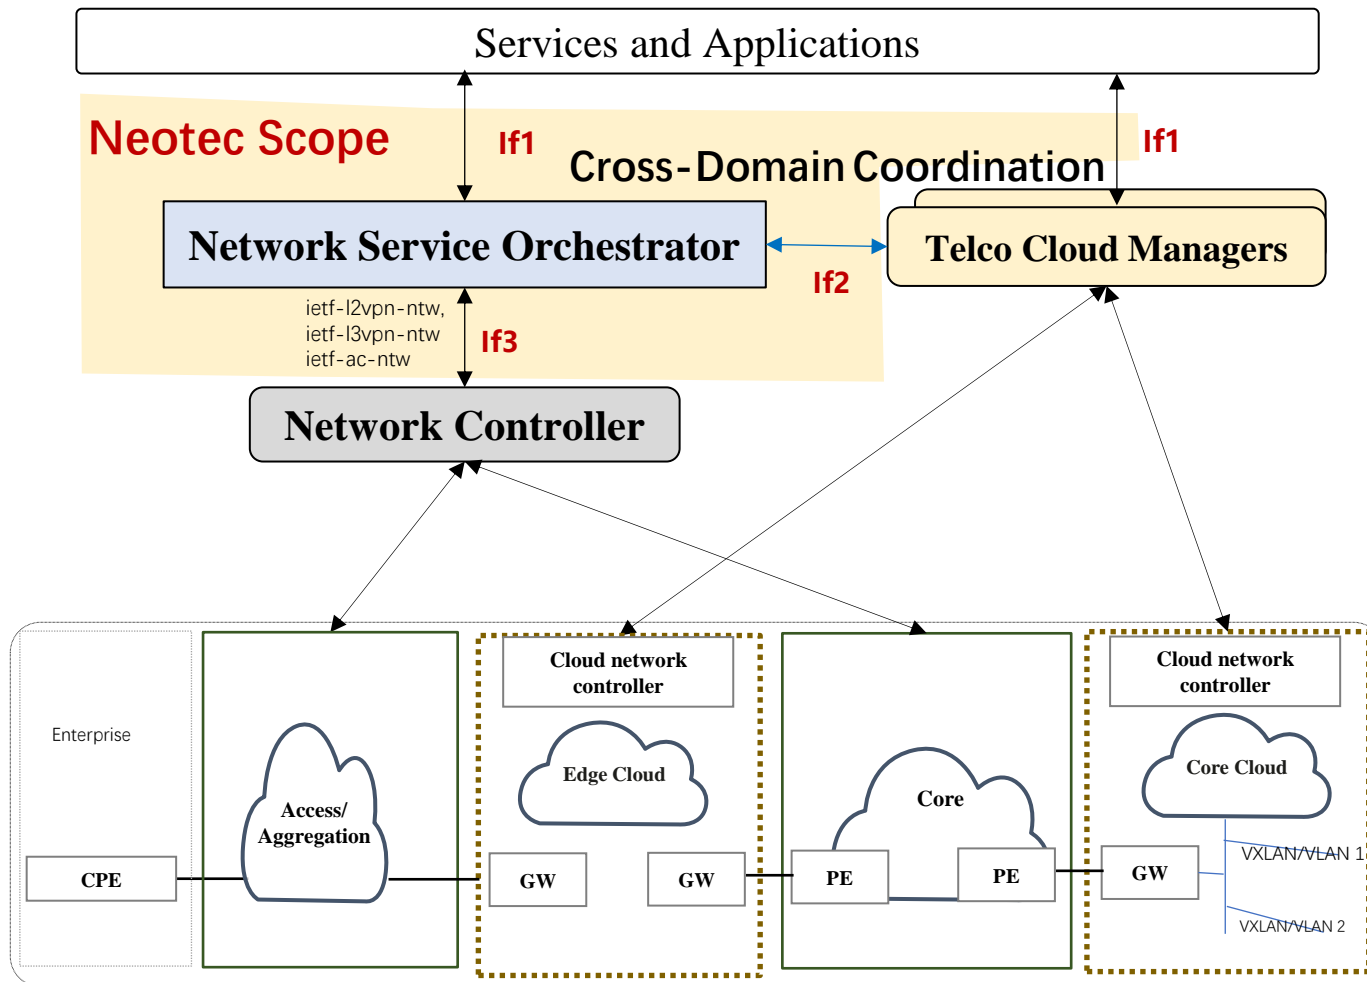 Services and Applications
Neotec Scope
If1
If1
Cross-Domain Coordination
Network Service Orchestrator
Telco Cloud Managers
If2
ietf-l2vpn-ntw,
ietf-l3vpn-ntw
ietf-ac-ntw
If3
Network Controller
Cloud network
controller
Cloud network
controller
Enterprise
Edge Cloud
Core Cloud
Access/
Aggregation
Core
VXLAN/VLAN 1
CPE
GW
GW
PE
PE
GW
VXLAN/VLAN 2